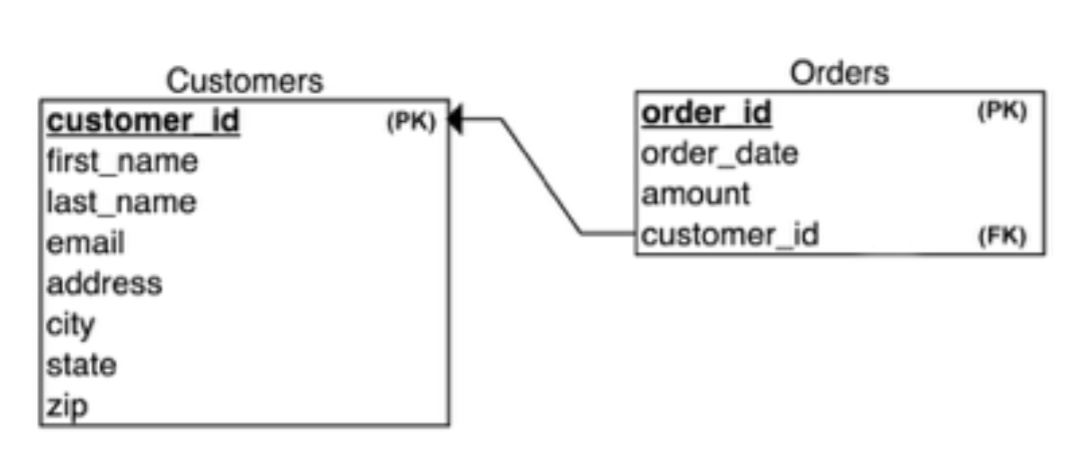 Customers
customer_id (PK)
first_name
last_name
email
address
city
state
zip
Orders
order_id (PK)
order_date
amount
customer_id (FK)